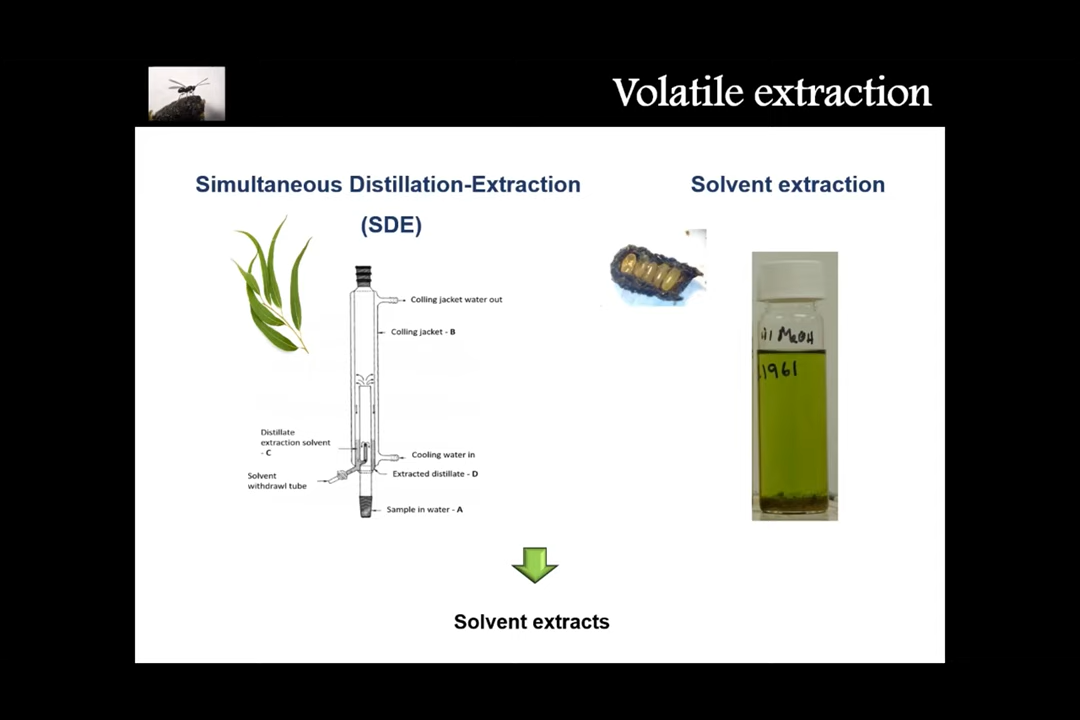 Volatile extraction
Simultaneous Distillation-Extraction
(SDE)
Solvent extraction
Colling jacket water out
Colling jacket - B
Distillate
extraction solvent
- C
Cooling water in
Solvent
withdrawl tube
Extracted distillate - D
Sample in water - A
MeOH
1961
Solvent extracts